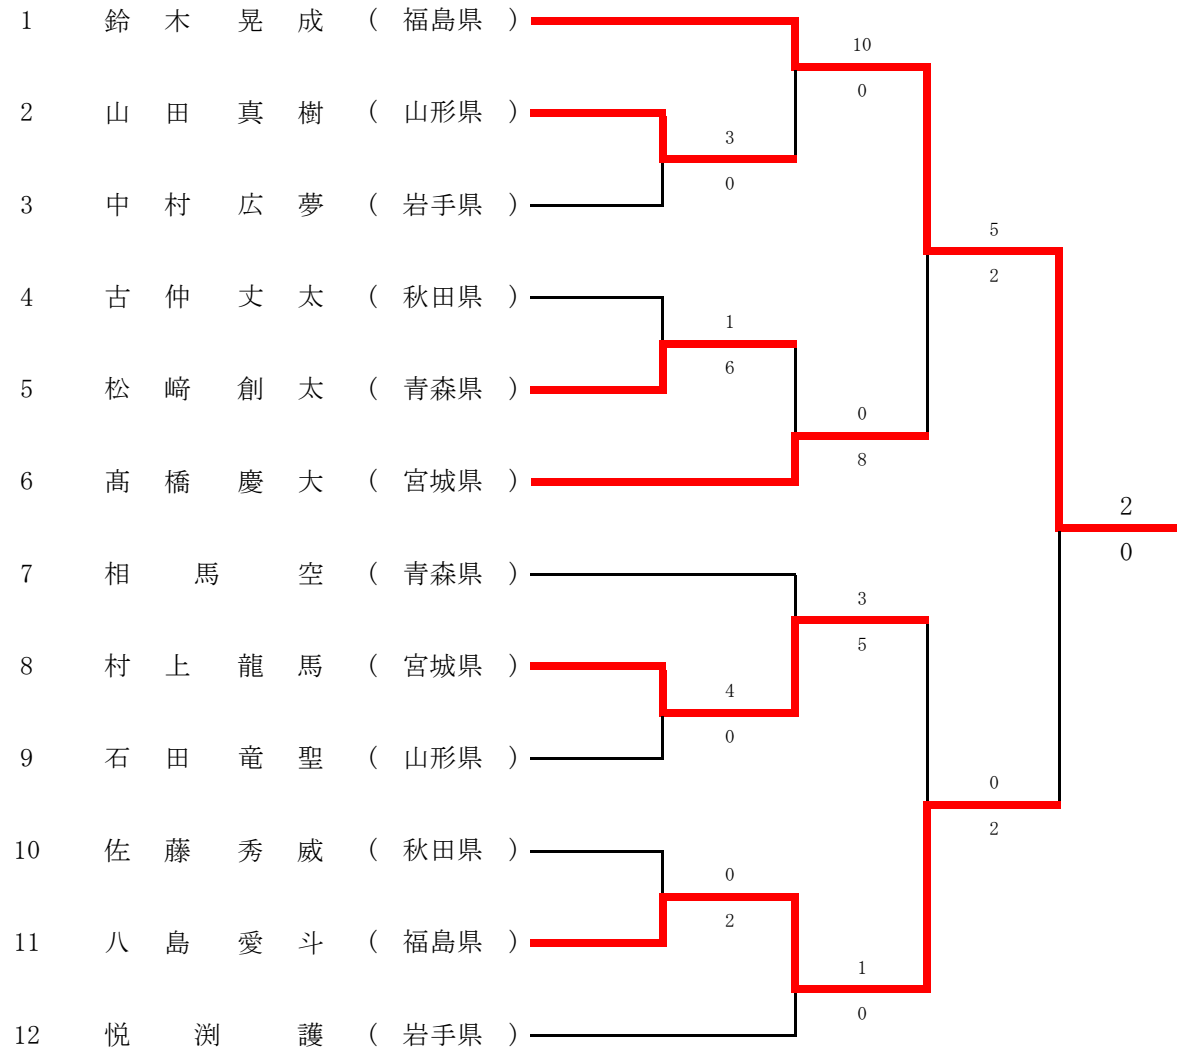 1 鈴木晃成 ( 福島県 )
10
0
2 山田真樹 ( 山形県 )
3
0
3 中村広夢 ( 岩手県 )
5
2
4 古仲丈太 ( 秋田県 )
1
6
5 松﨑創太 ( 青森県 )
0
8
6 髙橋慶大 ( 宮城県 )
2
0
7 相馬空 ( 青森県 )
3
5
8 村上龍馬 ( 宮城県 )
4
0
9 石田竜聖 ( 山形県 )
0
2
10 佐藤秀威 ( 秋田県 )
0
2
11 八島愛斗 ( 福島県 )
1
0
12 悦渕護 ( 岩手県 )